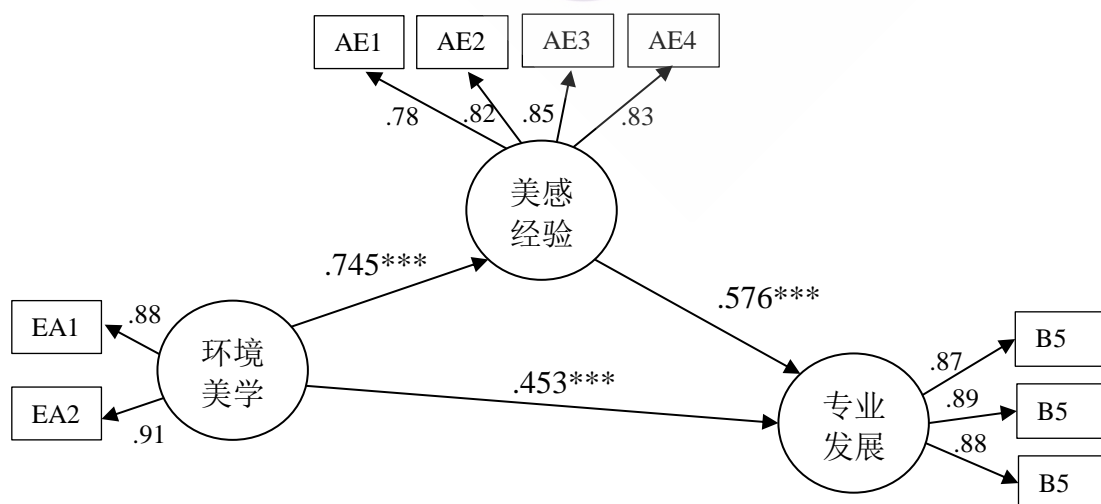 AE1 AE2 AE3 AE4
.78 .82 .85 .83
美感
经验
.745***
.576***
EA1 .88
环境
美学
EA2 .91
.453***
专业
发展
.87 B5
.89 B5
.88 B5